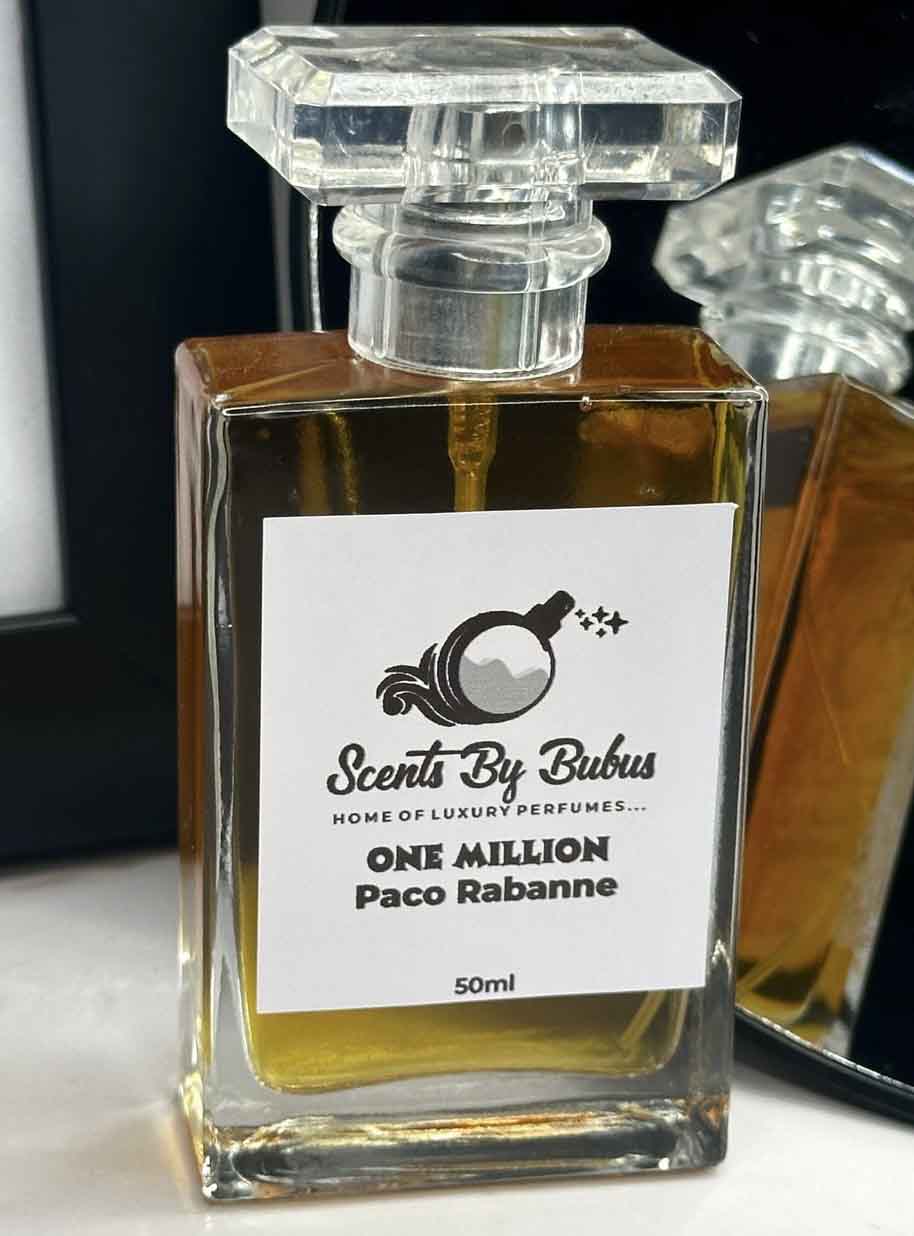 Scents By Bubus
HOME OF LUXURY PERFUMES...
ONE MILLION
Paco Rabanne
50ml